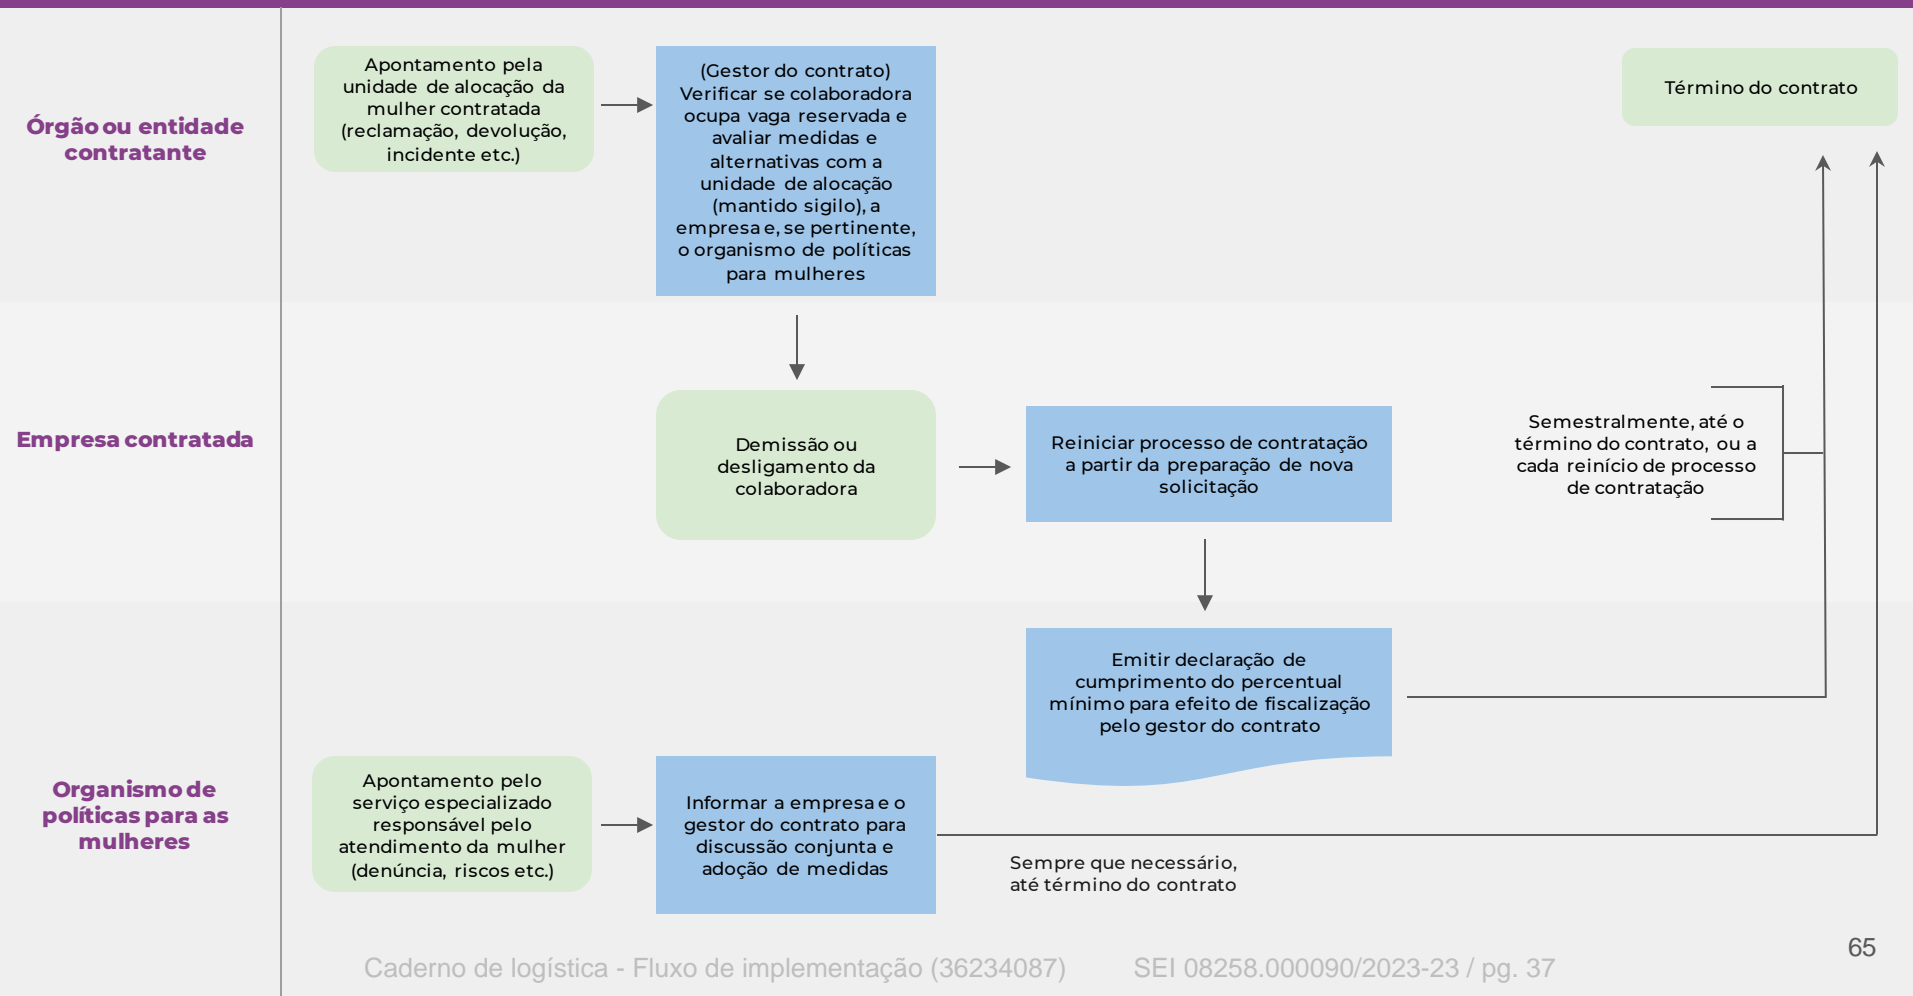 Órgão ou entidade
contratante
Apontamento pela
unidade de alocação da
mulher contratada
(reclamação, devolução,
incidente etc.)
(Gestor do contrato)
Verificar se colaboradora
ocupa vaga reservada e
avaliar medidas e
alternativas com a
unidade de alocação
(mantido sigilo), a
empresa e, se pertinente,
o organismo de políticas
para mulheres
Término do contrato
Empresa contratada
Demissão ou
desligamento da
colaboradora
Reiniciar processo de contratação
a partir da preparação de nova
solicitação
Semestralmente, até o
término do contrato, ou a
cada reinício de processo
de contratação
Organismo de
políticas para as
mulheres
Emitir declaração de
cumprimento do percentual
mínimo para efeito de fiscalização
pelo gestor do contrato
Apontamento pelo
serviço especializado
responsável pelo
atendimento da mulher
(denúncia, riscos etc.)
Informar a empresa e o
gestor do contrato para
discussão conjunta e
adoção de medidas
Sempre que necessário,
até término do contrato
65
Caderno de logística - Fluxo de implementação (36234087) SEI 08258.000090/2023-23 / pg. 37